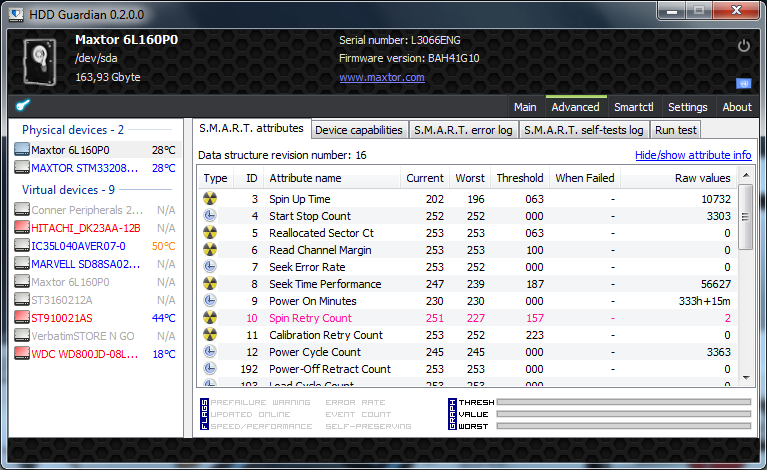 HDD Guardian 0.2.0.0
Maxtor 6L160P0
/dev/sda
163,93 Gbyte
Serial number: L3066ENG
Firmware version: BAH41G10
www.maxtor.com
Main Advanced Smartctl Settings About
Physical devices - 2
Maxtor 6L160P0 28°C
MAXTOR STM33208... 28°C
Virtual devices - 9
Conner Peripherals 2... N/A
HITACHI_DK23AA-12B N/A
IC35L040AVER07-0 50°C
MARVELL SD88SA02... N/A
Maxtor 6L160P0 N/A
ST3160212A N/A
ST910021AS 44°C
VerbatimSTORE N GO N/A
WDC WD800JD-08L... 18°C
S.M.A.R.T. attributes Device capabilities S.M.A.R.T. error log S.M.A.R.T. self-tests log Run test
Data structure revision number: 16 Hide/show attribute info
Type ID Attribute name Current Worst Threshold When Failed Raw values
3 Spin Up Time 202 196 063 - 10732
4 Start Stop Count 252 252 000 - 3303
5 Reallocated Sector Ct 253 253 063 - 0
6 Read Channel Margin 253 253 100 - 0
7 Seek Error Rate 253 252 000 - 0
8 Seek Time Performance 247 239 187 - 56627
9 Power On Minutes 230 230 000 - 333h+15m
10 Spin Retry Count 251 227 157 - 2
11 Calibration Retry Count 253 252 223 - 0
12 Power Cycle Count 245 245 000 - 3363
192 Power-Off Retract Count 253 253 000 - 0
193 Load Cycle Count 253 253 000 - 0
FLAGS
PREFAILURE WARNING ERROR RATE
UPDATED ONLINE EVENT COUNT
SPEED/PERFORMANCE SELF-PRESERVING
GRAPH
THRESH
VALUE
WORST